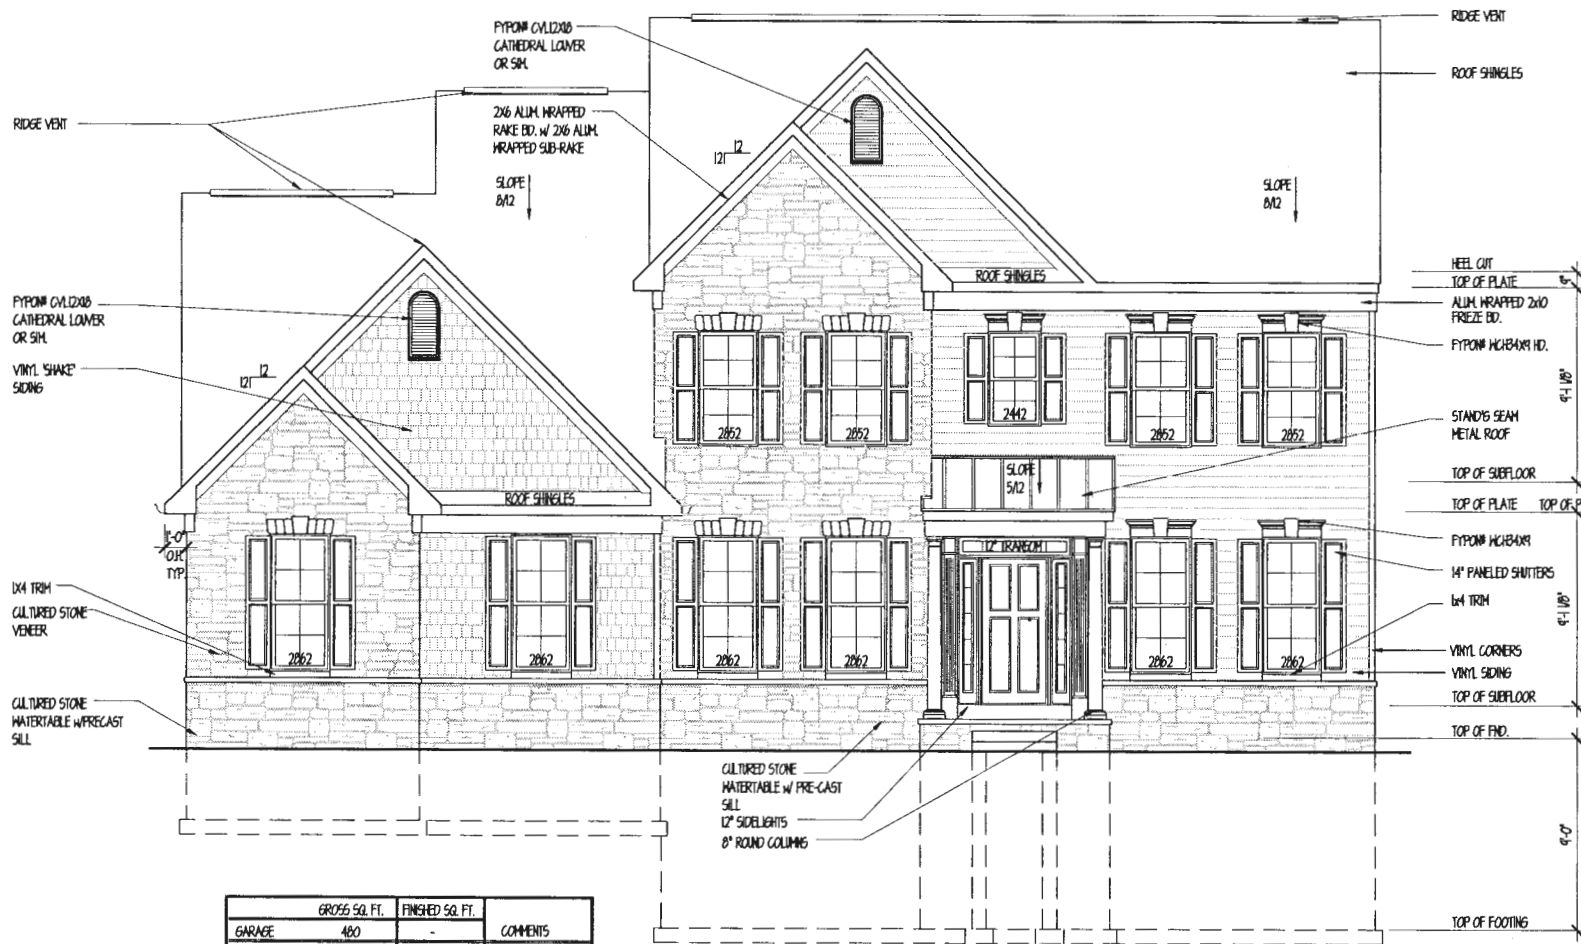 RIDGE VENT
FYPON# CVL12X18
CATHEDRAL LOUVER
OR SIM.
2X6 ALUM. WRAPPED
RAKE BD. W/ 2X6 ALUM.
WRAPPED SUB-RAKE
SLOPE
8/12
12
12
FYPON# CVL12X18
CATHEDRAL LOUVER
OR SIM.
VINYL 'SHAKE'
SIDING
12
12
1'-0"
O.H.
TYP.
1X4 TRIM
CULTURED STONE
VENEER
CULTURED STONE
WATERTABLE W/PRECAST
SILL
ROOF SHINGLES
2862
2862
2852
2852
2862
2862
ROOF SHINGLES
2442
2852
2852
SLOPE
5/12
12" TRANSOM
2862
2862
SLOPE
8/12
RIDGE VENT
ROOF SHINGLES
HEEL CUT
TOP OF PLATE
9"
ALUM. WRAPPED 2x10
FRIEZE BD.
FYPON# WCH34X9 HD.
9'-1 1/8"
STAND'G SEAM
METAL ROOF
TOP OF SUBFLOOR
TOP OF PLATE
TOP OF P
FYPON# WCH34X9
14" PANELED SHUTTERS
1x4 TRIM
9'-1 1/8"
VINYL CORNERS
VINYL SIDING
TOP OF SUBFLOOR
TOP OF FND.
9'-0"
TOP OF FOOTING
CULTURED STONE
WATERTABLE W/ PRE-CAST
SILL
12" SIDELIGHTS
8" ROUND COLUMNS
GROSS SQ. FT. FINISHED SQ. FT.
GARAGE 480 - COMMENTS